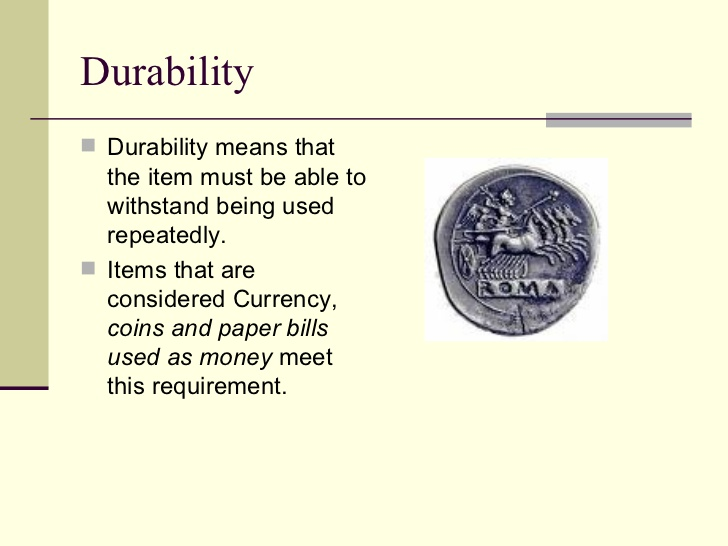 Durability
Durability means that
the item must be able to
withstand being used
repeatedly.
Items that are
considered Currency,
coins and paper bills
used as money meet
this requirement.
ROMA